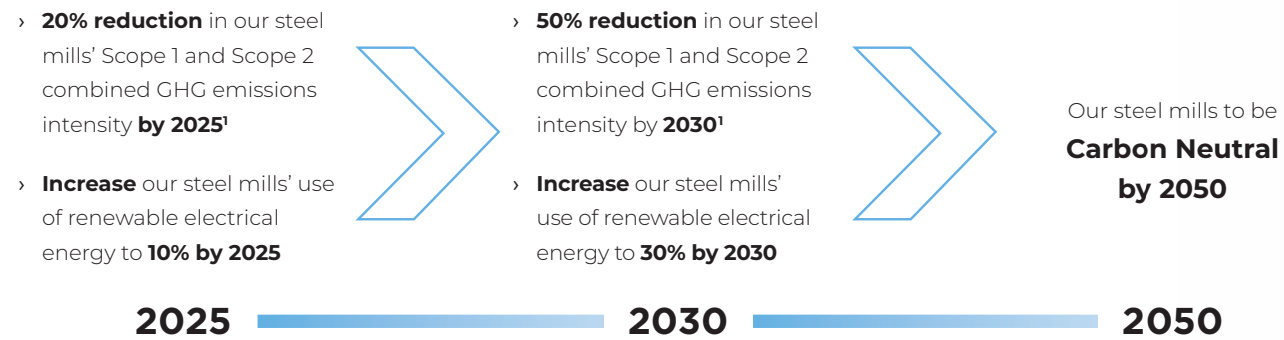 › 20% reduction in our steel
mills’ Scope 1 and Scope 2
combined GHG emissions
intensity by 2025¹
› Increase our steel mills’ use
of renewable electrical
energy to 10% by 2025
› 50% reduction in our steel
mills’ Scope 1 and Scope 2
combined GHG emissions
intensity by 2030¹
› Increase our steel mills’
use of renewable electrical
energy to 30% by 2030
Our steel mills to be
Carbon Neutral
by 2050
2025
2030
2050